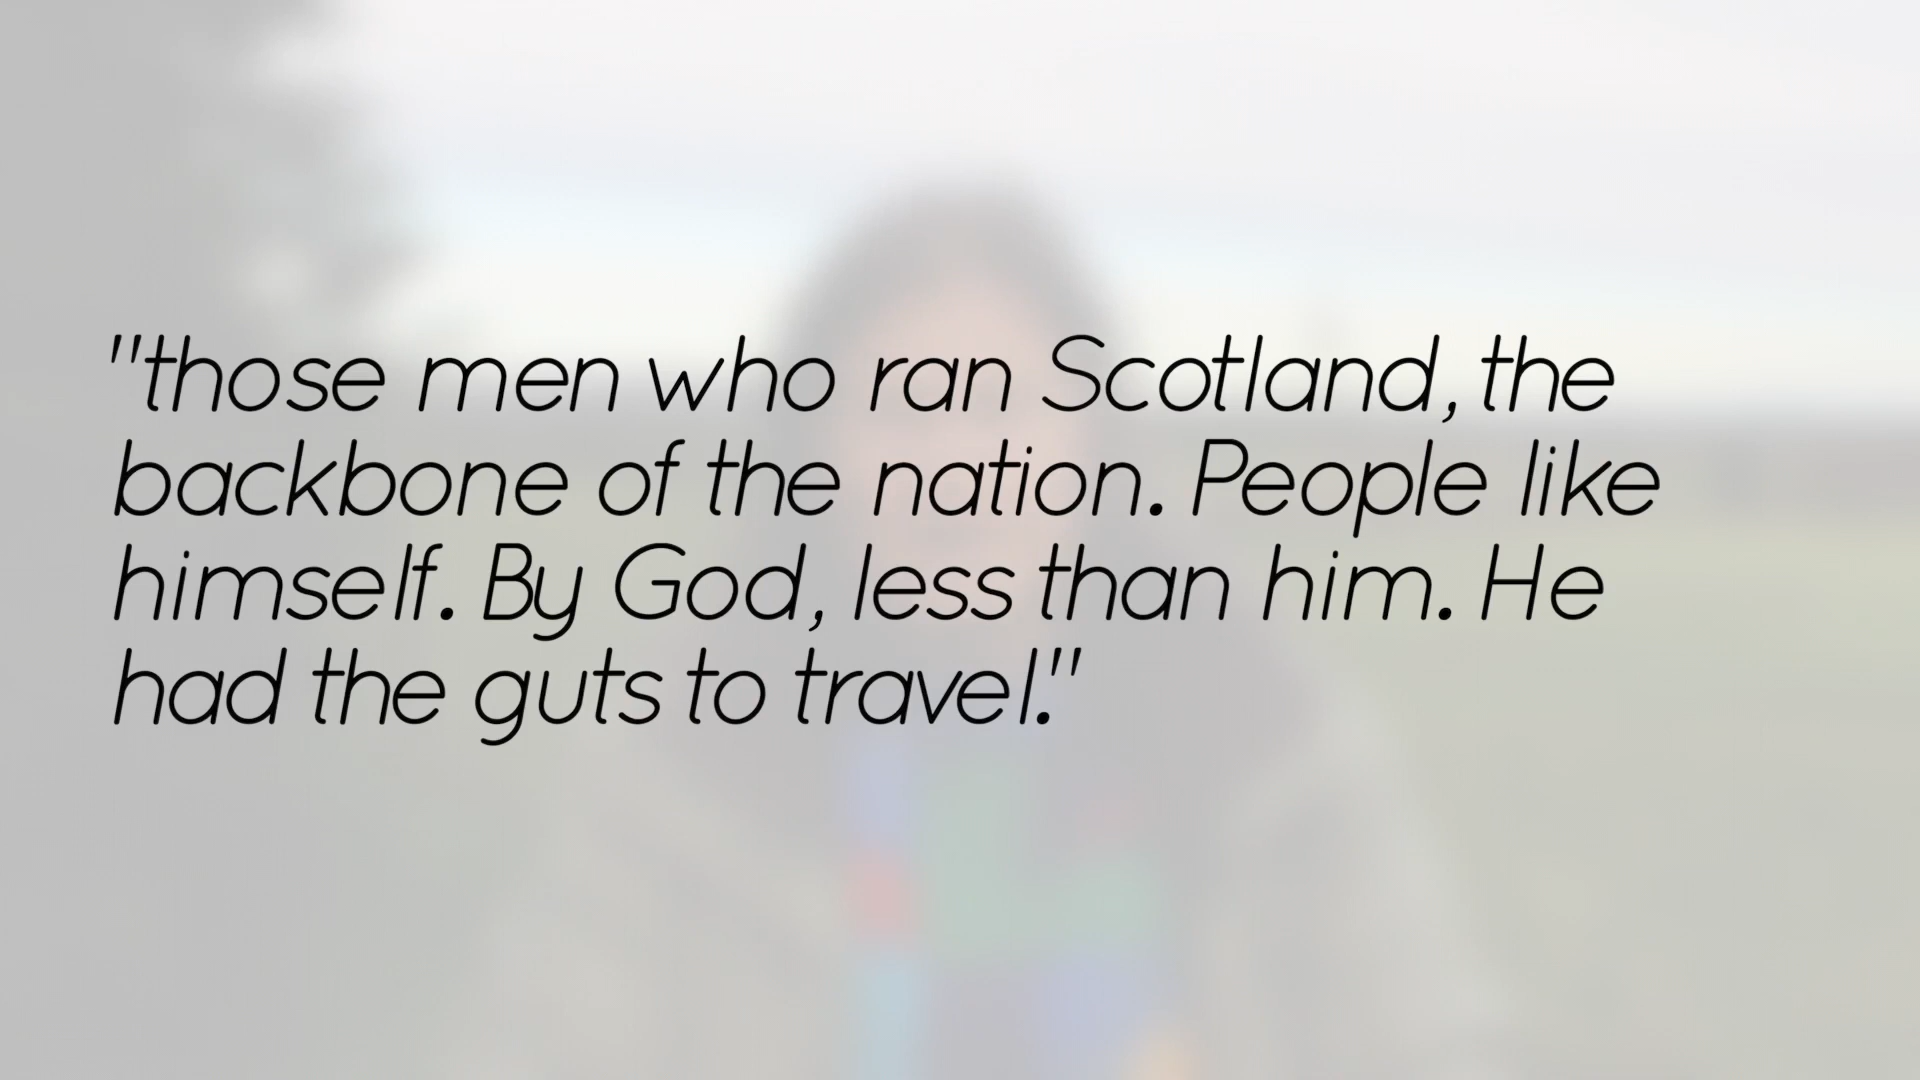 "those men who ran Scotland, the
backbone of the nation. People like
himself. By God, less than him. He
had the guts to travel."